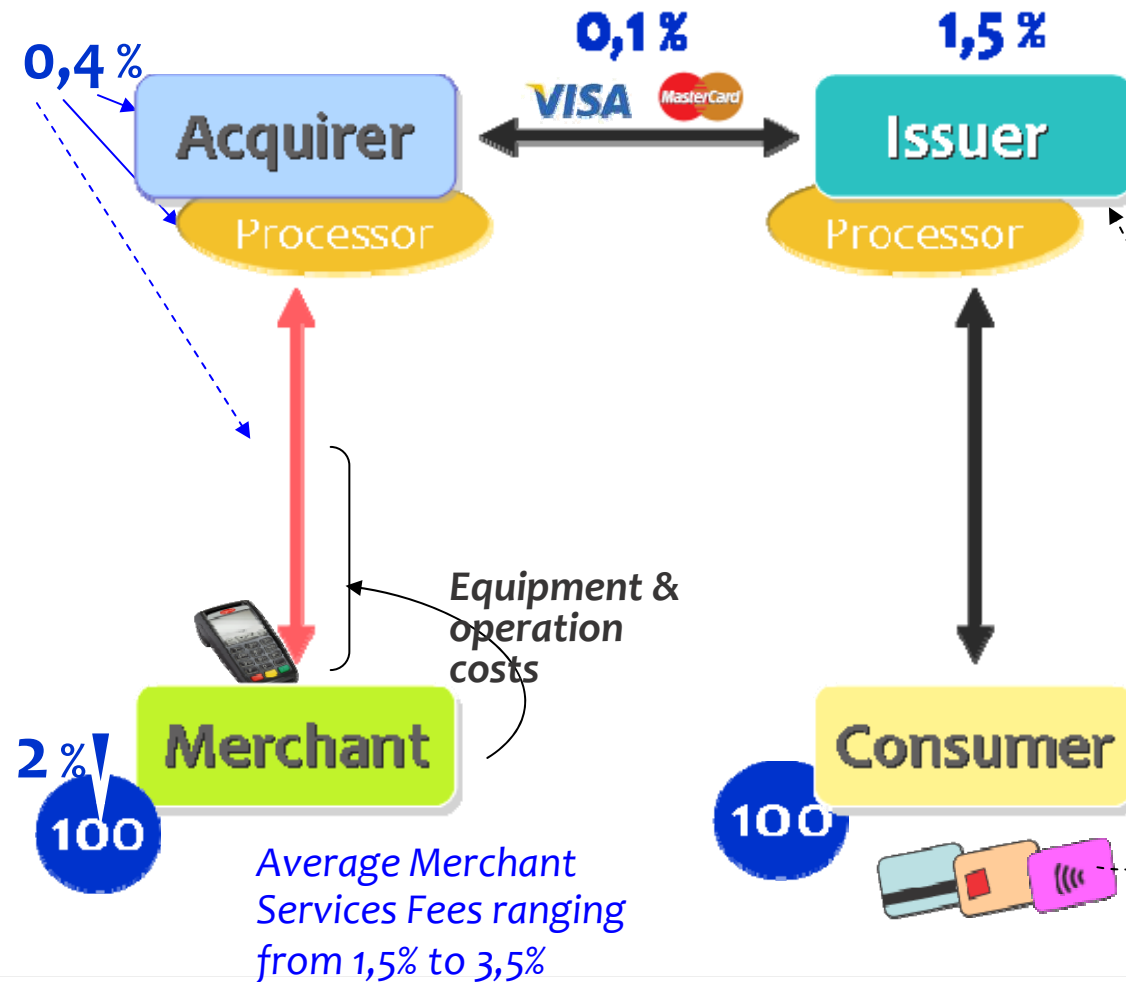 0,1 %
1,5 %
0,4 %
VISA
MasterCard
Acquirer
Issuer
Processor
Processor
Equipment &
operation
costs
Merchant
Consumer
2 %
100
100
Average Merchant
Services Fees ranging
from 1,5% to 3,5%